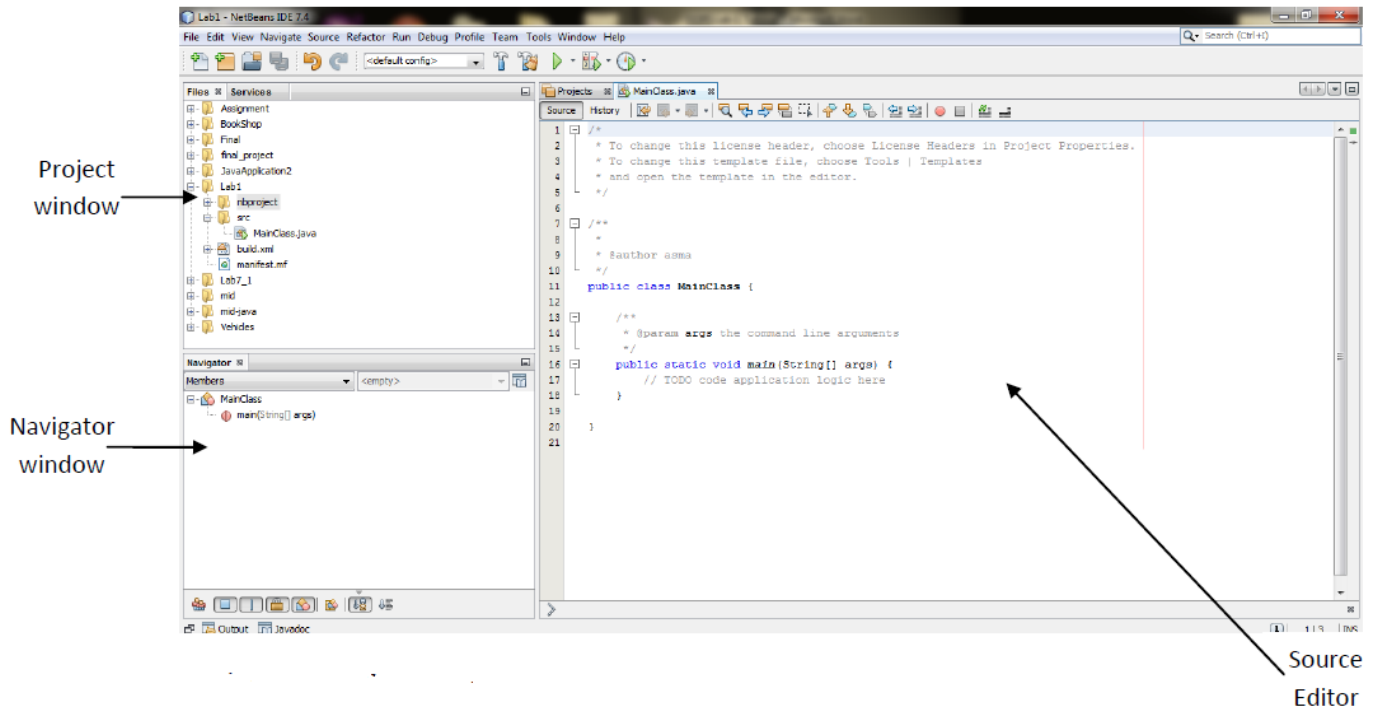 Lab1 - NetBeans IDE 7.4
File Edit View Navigate Source Refactor Run Debug Profile Team Tools Window Help
Search (Ctrl+I)
<default config>
Files Services
Projects MainClass.java
Source History
Assignment
BookShop
Final
final_project
JavaApplication2
Lab1
nbproject
src
MainClass.java
build.xml
manifest.mf
Lab7_1
mid
mid-java
Vehicles
Project
window
Navigator
Members <empty>
MainClass
main(String[] args)
Navigator
window
1 /*
2 * To change this license header, choose License Headers in Project Properties.
3 * To change this template file, choose Tools | Templates
4 * and open the template in the editor.
5 */
6
7 /**
8 *
9 * @author asma
10 */
11 public class MainClass {
12
13 /**
14 * @param args the command line arguments
15 */
16 public static void main(String[] args) {
17 // TODO code application logic here
18 }
19
20 }
21
Output Javadoc
1 | 3 INS
Source
Editor